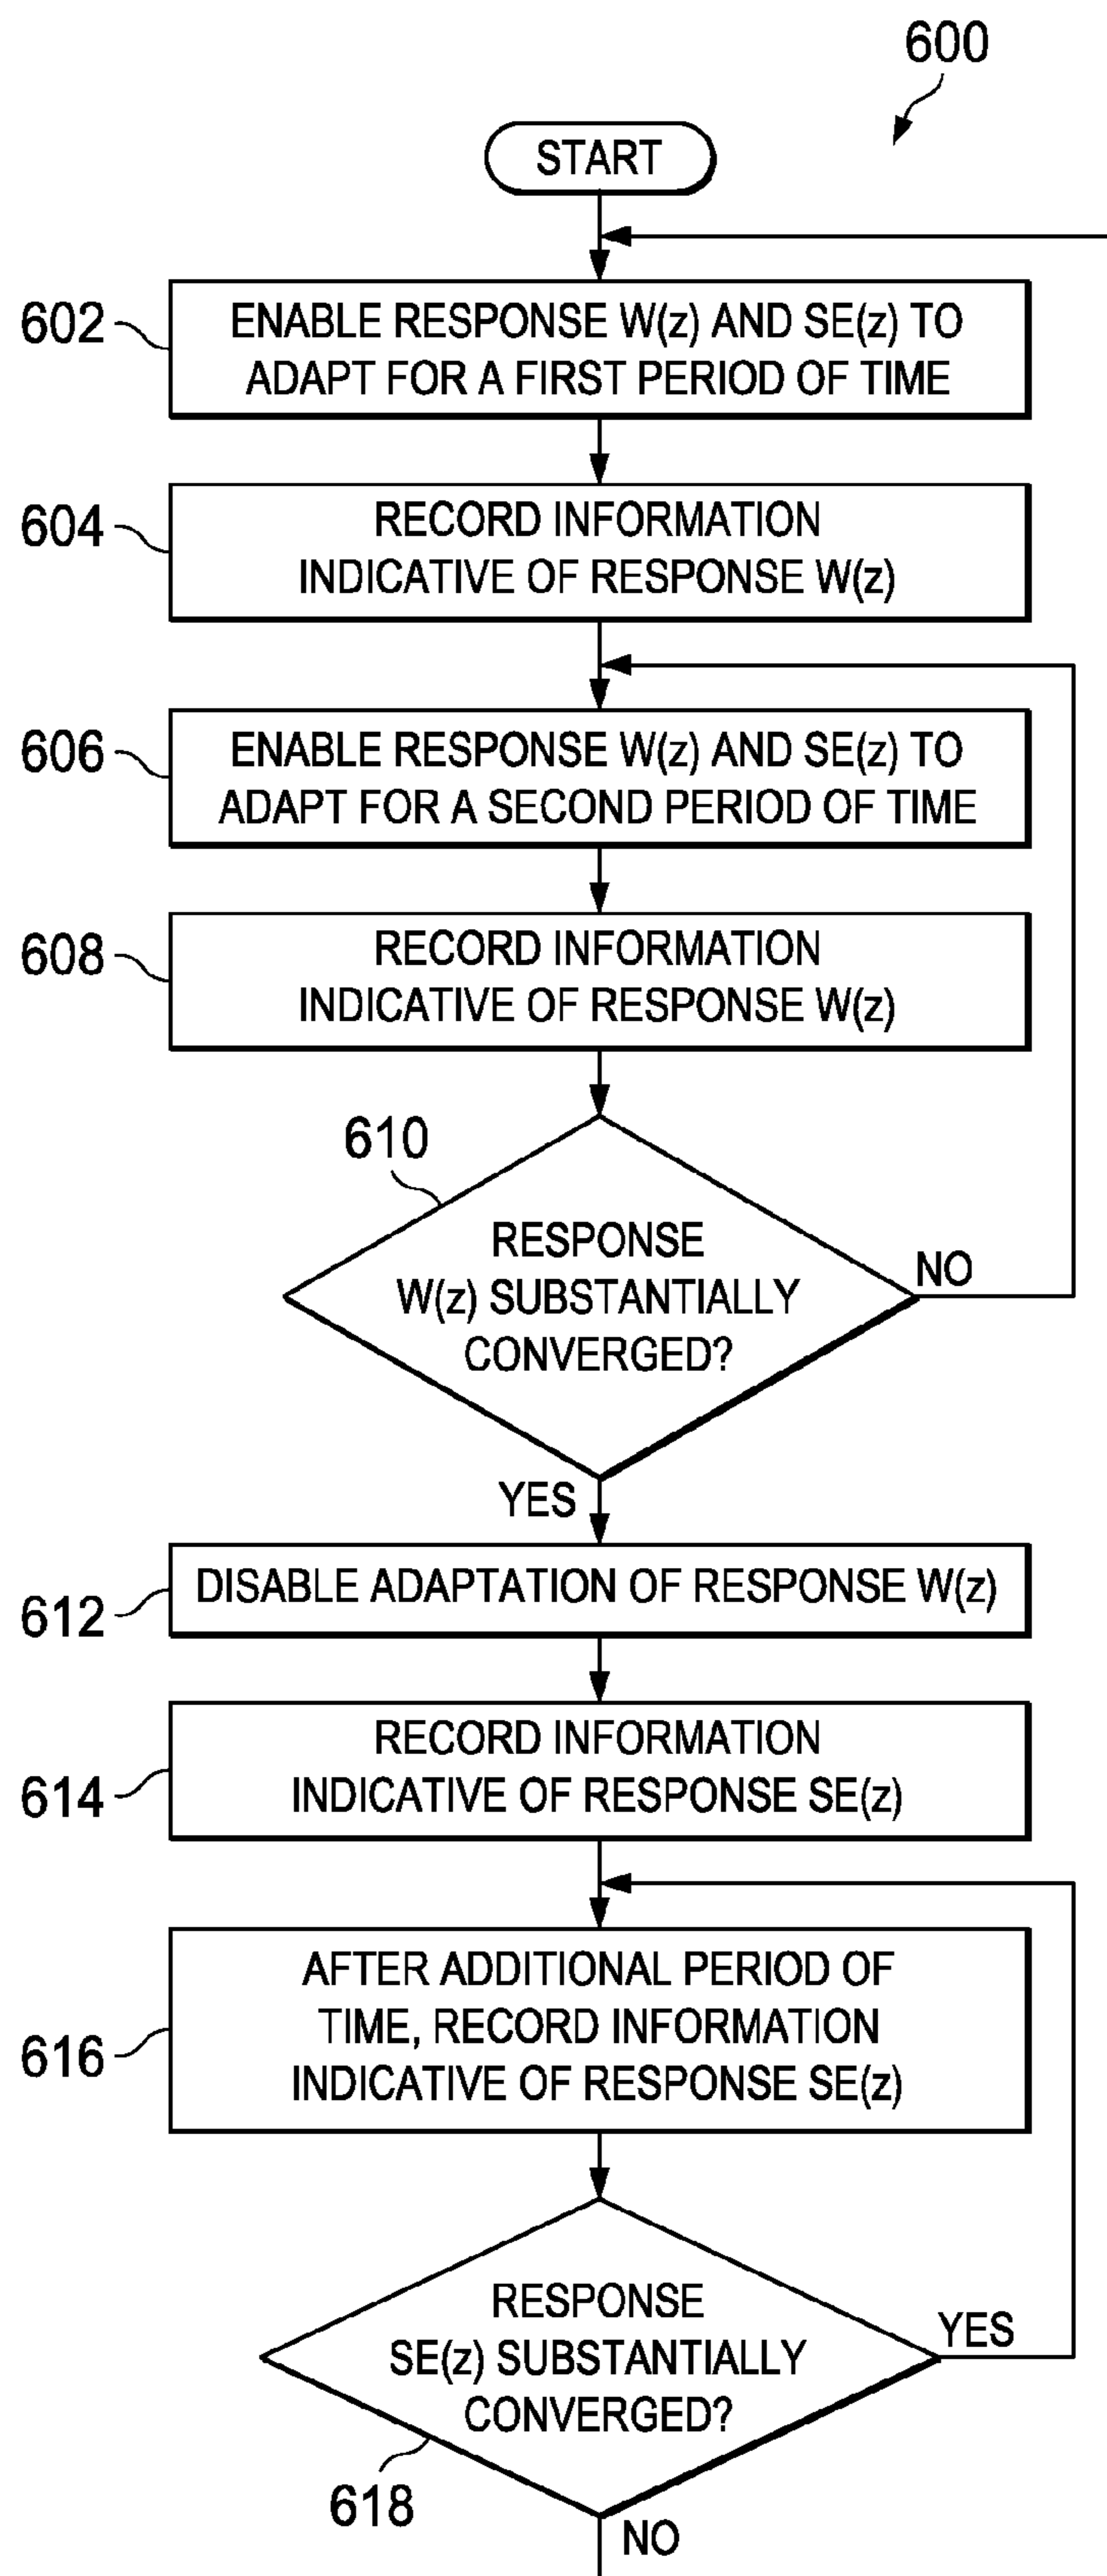 600
START
602
ENABLE RESPONSE W(z) AND SE(z) TO
ADAPT FOR A FIRST PERIOD OF TIME
604
RECORD INFORMATION
INDICATIVE OF RESPONSE W(z)
606
ENABLE RESPONSE W(z) AND SE(z) TO
ADAPT FOR A SECOND PERIOD OF TIME
608
RECORD INFORMATION
INDICATIVE OF RESPONSE W(z)
610
RESPONSE
W(z) SUBSTANTIALLY
CONVERGED?
NO
YES
612
DISABLE ADAPTATION OF RESPONSE W(z)
614
RECORD INFORMATION
INDICATIVE OF RESPONSE SE(z)
616
AFTER ADDITIONAL PERIOD OF
TIME, RECORD INFORMATION
INDICATIVE OF RESPONSE SE(z)
RESPONSE
SE(z) SUBSTANTIALLY
CONVERGED?
YES
618
NO